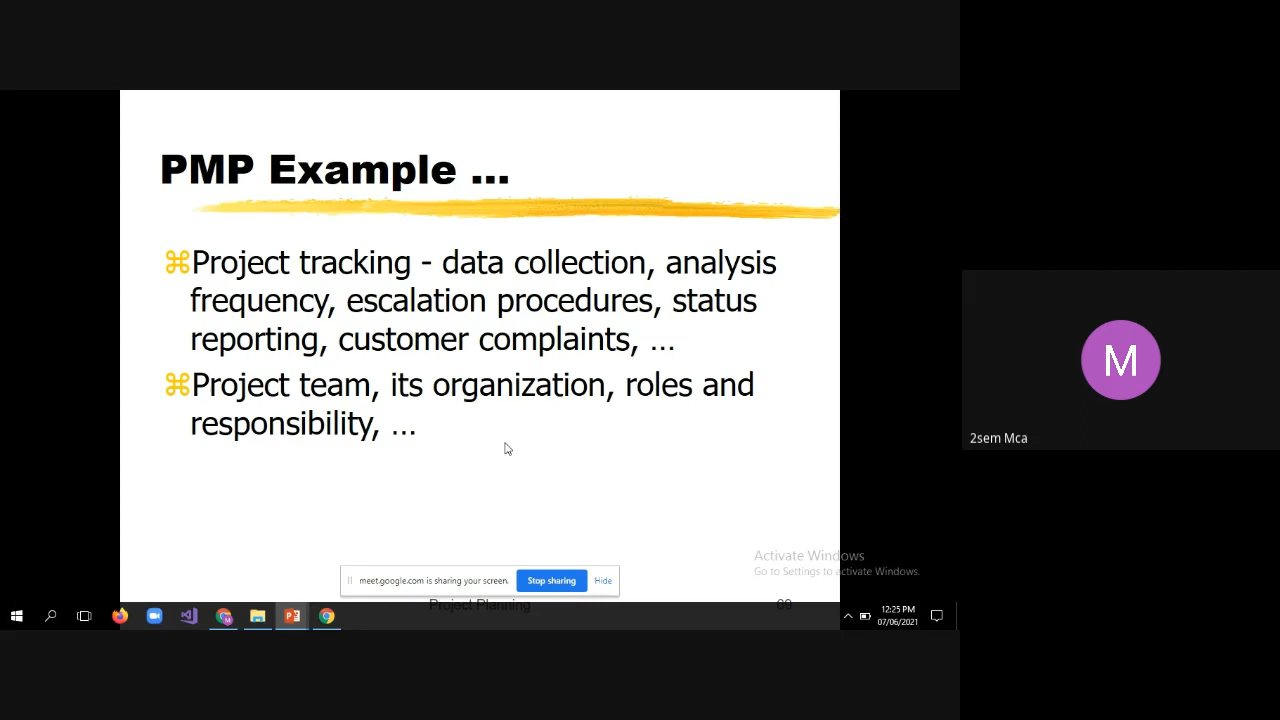 PMP Example ...
⌘Project tracking - data collection, analysis
frequency, escalation procedures, status
reporting, customer complaints, ...
⌘Project team, its organization, roles and
responsibility, ...
M
2sem Mca
Activate Windows
Go to Settings to activate Windows.
meet.google.com is sharing your screen.
Stop sharing
Hide
Project Planning
12:25 PM
07/06/2021